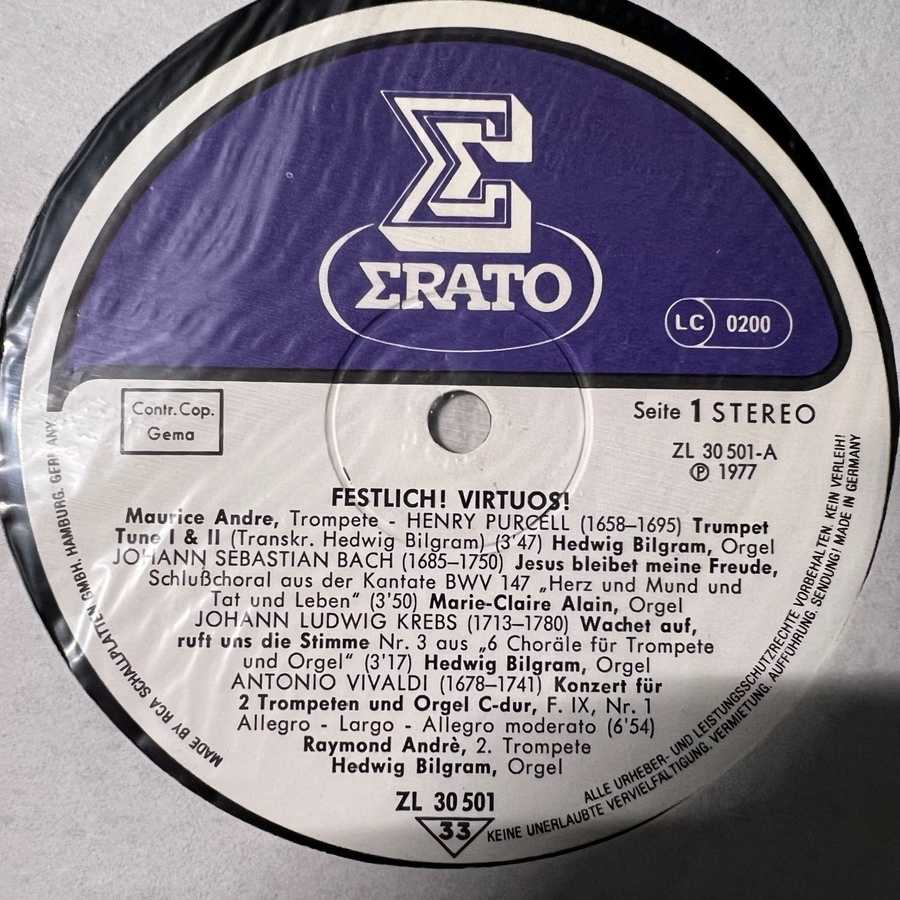 ΣRATO
LC 0200
Contr. Cop.
Gema
Seite 1 STEREO
ZL 30 501-A
℗ 1977
FESTLICH! VIRTUOS!
Maurice Andre, Trompete - HENRY PURCELL (1658–1695) Trumpet
Tune I & II (Transkr. Hedwig Bilgram) (3'47) Hedwig Bilgram, Orgel
JOHANN SEBASTIAN BACH (1685–1750) Jesus bleibet meine Freude,
Schlußchoral aus der Kantate BWV 147 „Herz und Mund und
Tat und Leben“ (3'50) Marie-Claire Alain, Orgel
JOHANN LUDWIG KREBS (1713–1780) Wachet auf,
ruft uns die Stimme Nr. 3 aus „6 Choräle für Trompete
und Orgel“ (3'17) Hedwig Bilgram, Orgel
ANTONIO VIVALDI (1678–1741) Konzert für
2 Trompeten und Orgel C-dur, F. IX, Nr. 1
Allegro - Largo - Allegro moderato (6'54)
Raymond Andrè, 2. Trompete
Hedwig Bilgram, Orgel
ZL 30 501
33
MADE BY RCA SCHALLPLATTEN GMBH. HAMBURG. GERMANY.
ALLE URHEBER- UND LEISTUNGSSCHUTZRECHTE VORBEHALTEN. KEIN VERLEIH!
KEINE UNERLAUBTE VERVIELFÄLTIGUNG. VERMIETUNG. AUFFÜHRUNG. SENDUNG! MADE IN GERMANY